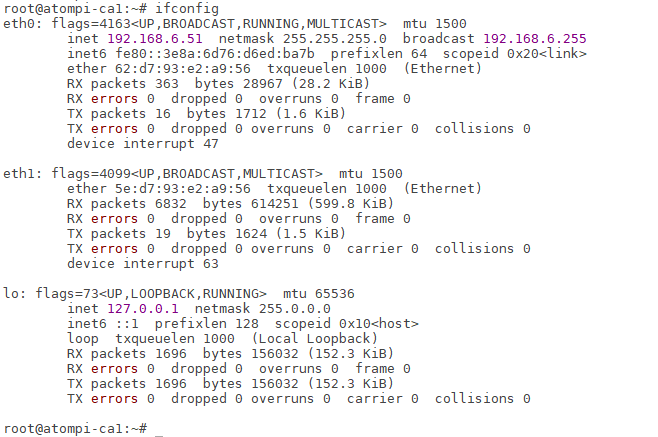 root@atompi-ca1:~# ifconfig
eth0: flags=4163<UP,BROADCAST,RUNNING,MULTICAST>  mtu 1500
        inet 192.168.6.51  netmask 255.255.255.0  broadcast 192.168.6.255
        inet6 fe80::3e8a:6d76:d6ed:ba7b  prefixlen 64  scopeid 0x20<link>
        ether 62:d7:93:e2:a9:56  txqueuelen 1000  (Ethernet)
        RX packets 363  bytes 28967 (28.2 KiB)
        RX errors 0  dropped 0  overruns 0  frame 0
        TX packets 16  bytes 1712 (1.6 KiB)
        TX errors 0  dropped 0 overruns 0  carrier 0  collisions 0
        device interrupt 47

eth1: flags=4099<UP,BROADCAST,MULTICAST>  mtu 1500
        ether 5e:d7:93:e2:a9:56  txqueuelen 1000  (Ethernet)
        RX packets 6832  bytes 614251 (599.8 KiB)
        RX errors 0  dropped 0  overruns 0  frame 0
        TX packets 19  bytes 1624 (1.5 KiB)
        TX errors 0  dropped 0 overruns 0  carrier 0  collisions 0
        device interrupt 63

lo: flags=73<UP,LOOPBACK,RUNNING>  mtu 65536
        inet 127.0.0.1  netmask 255.0.0.0
        inet6 ::1  prefixlen 128  scopeid 0x10<host>
        loop  txqueuelen 1000  (Local Loopback)
        RX packets 1696  bytes 156032 (152.3 KiB)
        RX errors 0  dropped 0  overruns 0  frame 0
        TX packets 1696  bytes 156032 (152.3 KiB)
        TX errors 0  dropped 0 overruns 0  carrier 0  collisions 0

root@atompi-ca1:~# _